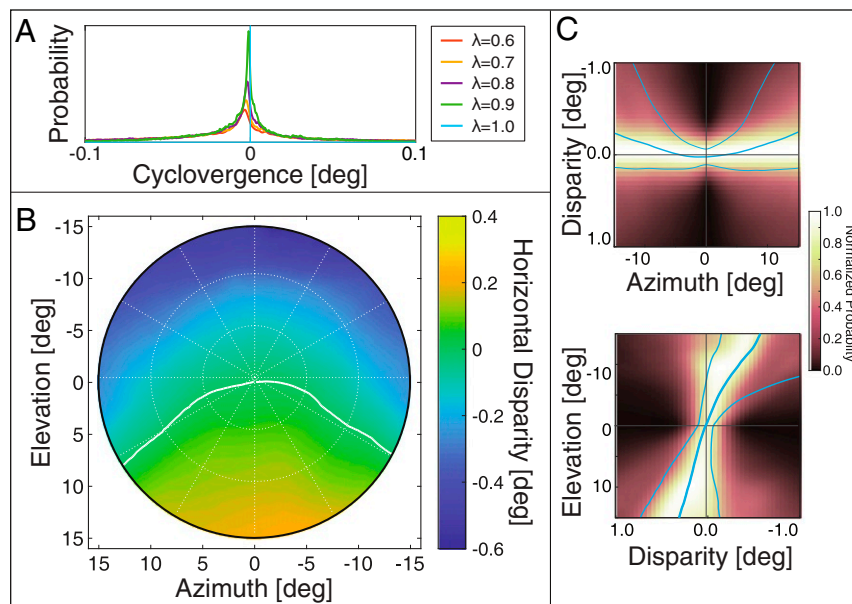 A
Probability
-0.1
0
0.1
Cyclovergence [deg]
λ=0.6
λ=0.7
λ=0.8
λ=0.9
λ=1.0
B
-15
-10
-5
0
5
10
15
Elevation [deg]
15
10
5
0
-5
-10
-15
Azimuth [deg]
0.4
0.2
0
-0.2
-0.4
-0.6
Horizontal Disparity [deg]
C
-1.0
0.0
1.0
Disparity [deg]
-10
0
10
Azimuth [deg]
-10
0
10
Elevation [deg]
1.0
0.0
-1.0
Disparity [deg]
1.0
0.8
0.6
0.4
0.2
0.0
Normalized Probability